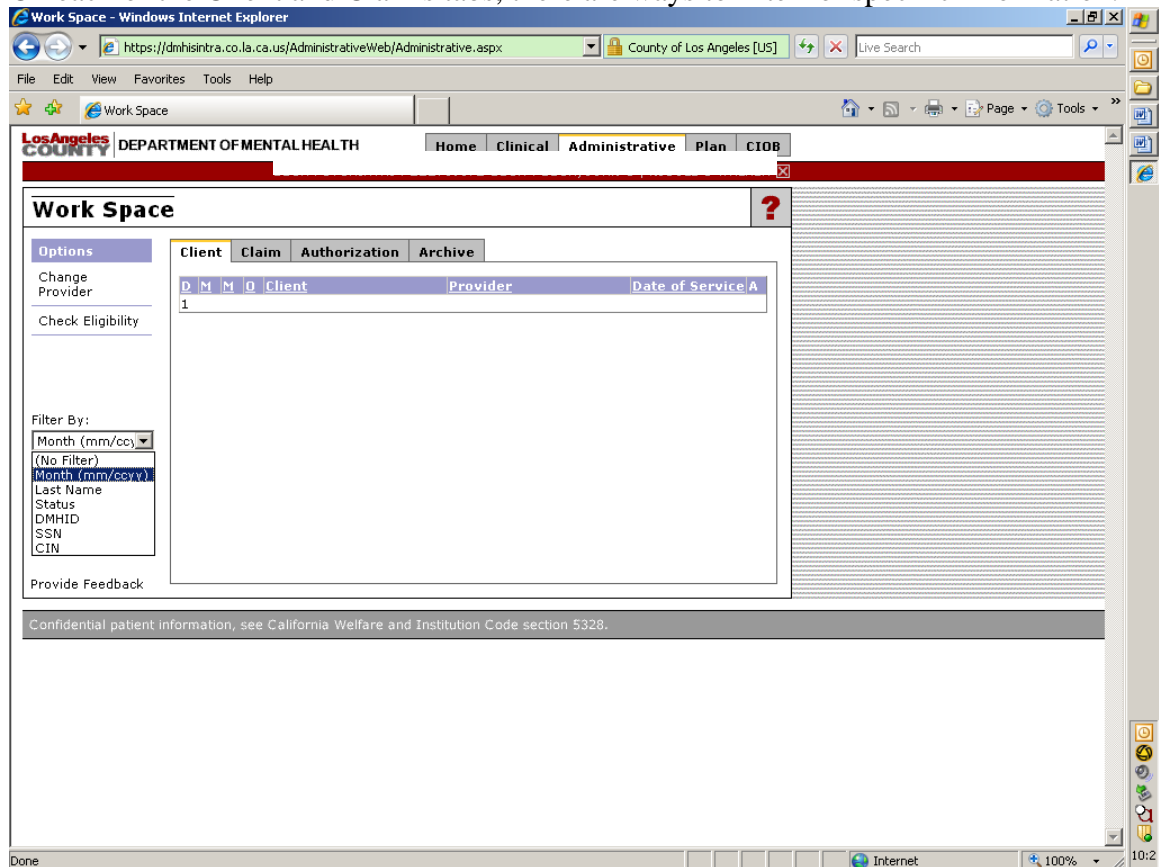 Work Space - Windows Internet Explorer
https://dmhisintra.co.la.ca.us/AdministrativeWeb/Administrative.aspx County of Los Angeles [US] Live Search
File Edit View Favorites Tools Help
Work Space Page Tools
Los Angeles COUNTY DEPARTMENT OF MENTAL HEALTH Home Clinical Administrative Plan CIOB
Work Space ?
Options Client Claim Authorization Archive
Change
Provider
D M M O Client Provider Date of Service A
1
Check Eligibility
Filter By:
Month (mm/ccy
(No Filter)
Month (mm/ccyy)
Last Name
Status
DMHID
SSN
CIN
Provide Feedback
Confidential patient information, see California Welfare and Institution Code section 5328.
Done Internet 100% 10:2